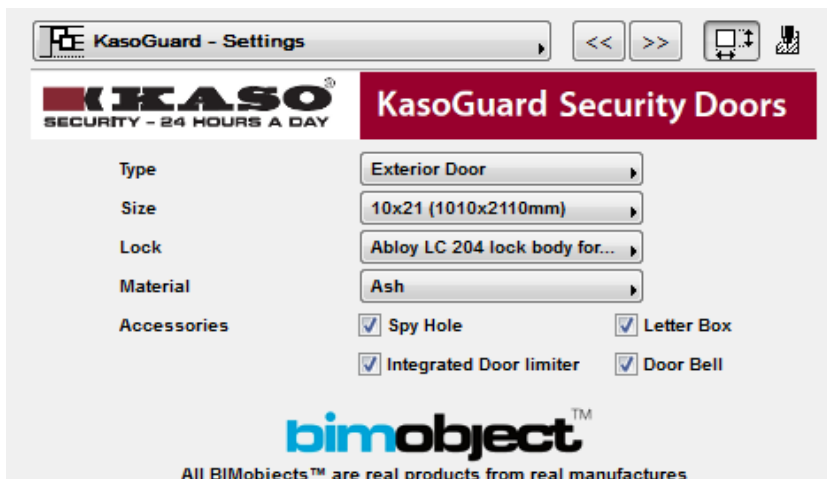 KasoGuard - Settings
<< >>
KASO®
SECURITY - 24 HOURS A DAY
KasoGuard Security Doors
Type Exterior Door
Size 10x21 (1010x2110mm)
Lock Abloy LC 204 lock body for...
Material Ash
Accessories Spy Hole Letter Box
Integrated Door limiter Door Bell
bimobject™
All BIMobjects™ are real products from real manufactures